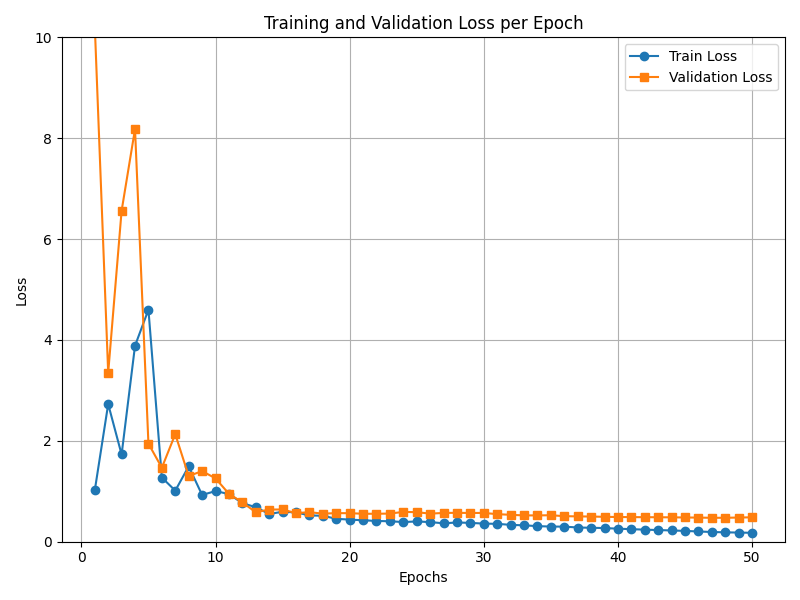 Training and Validation Loss per Epoch
Train Loss
Validation Loss
10
8
6
4
2
0
Loss
0 10 20 30 40 50
Epochs